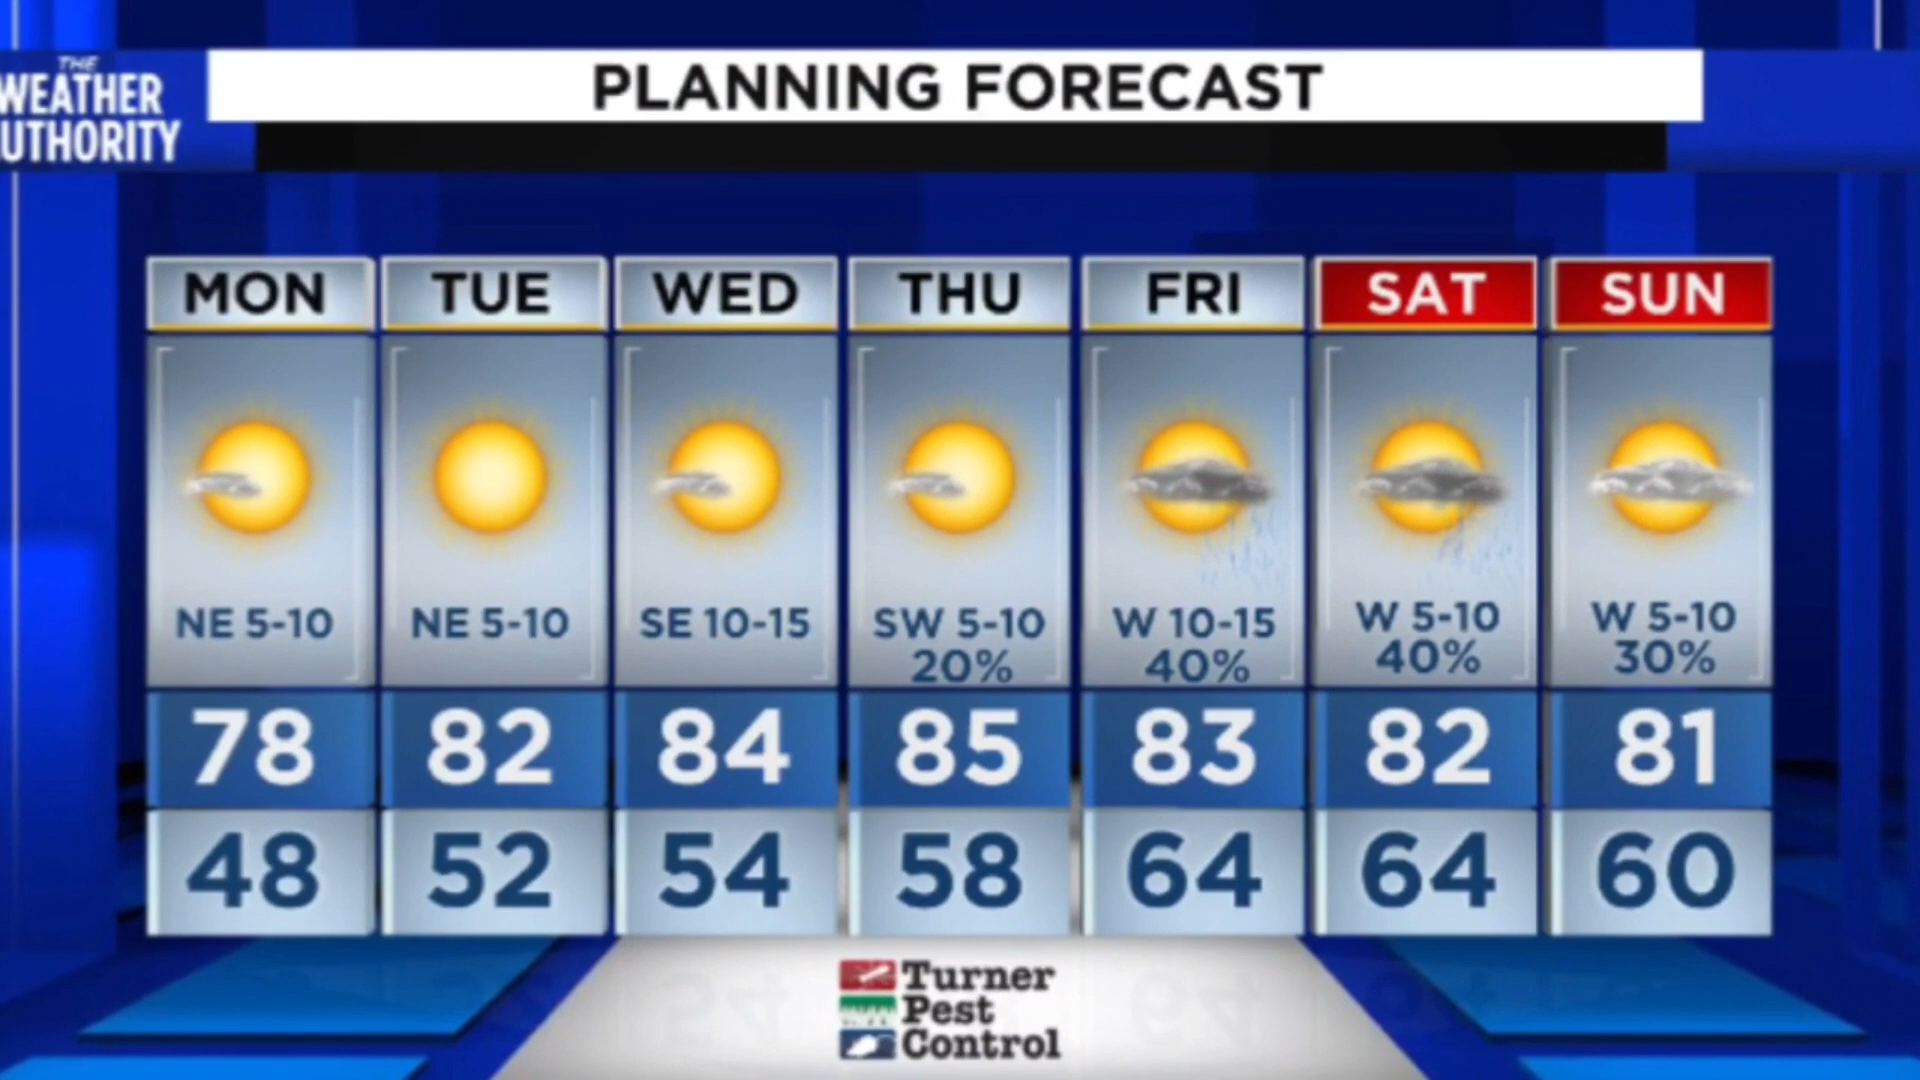 THE
WEATHER
UTHORITY
PLANNING FORECAST
MON TUE WED THU FRI SAT SUN
NE 5-10 NE 5-10 SE 10-15 SW 5-10 W 10-15 W 5-10 W 5-10
20% 40% 40% 30%
78 82 84 85 83 82 81
48 52 54 58 64 64 60
Turner
Pest
Control